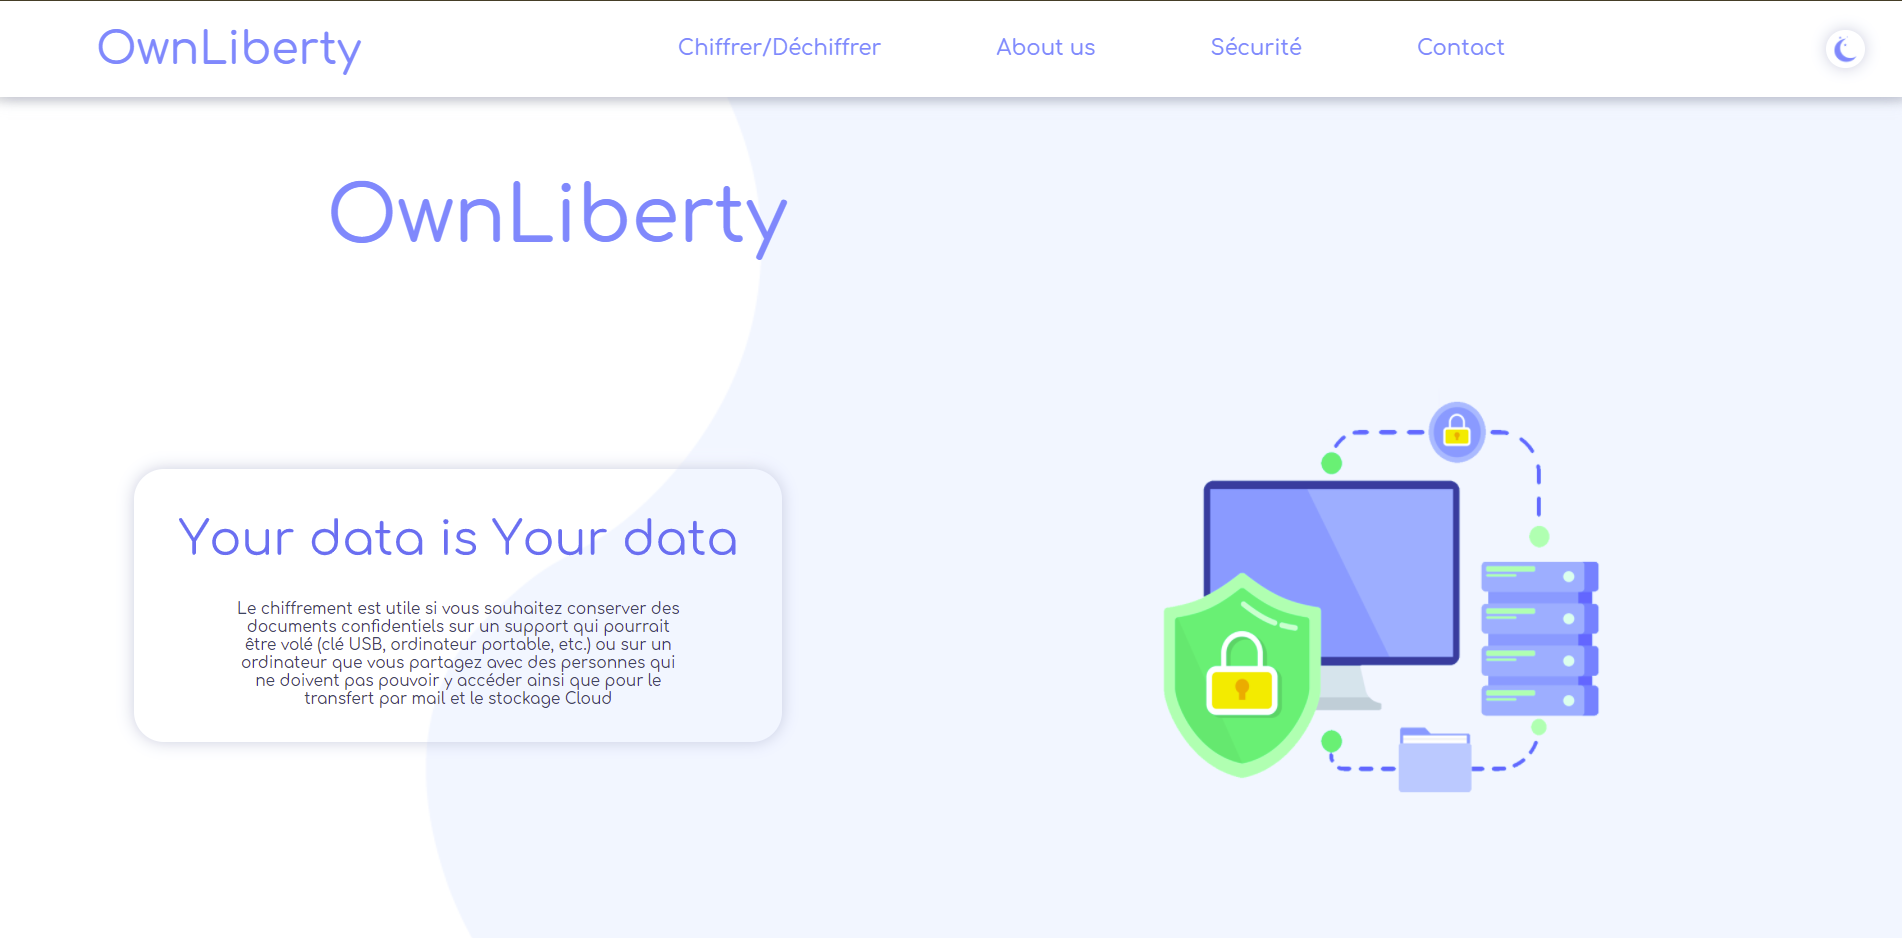 OwnLiberty
Chiffrer/Déchiffrer
About us
Sécurité
Contact
OwnLiberty
Your data is Your data
Le chiffrement est utile si vous souhaitez conserver des
documents confidentiels sur un support qui pourrait
être volé (clé USB, ordinateur portable, etc.) ou sur un
ordinateur que vous partagez avec des personnes qui
ne doivent pas pouvoir y accéder ainsi que pour le
transfert par mail et le stockage Cloud